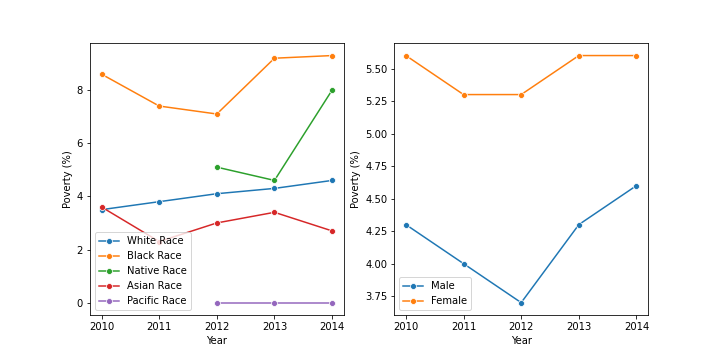 8
6
4
2
0
Poverty (%)
White Race
Black Race
Native Race
Asian Race
Pacific Race
2010 2011 2012 2013 2014
Year
5.50
5.25
5.00
4.75
4.50
4.25
4.00
3.75
Poverty (%)
Male
Female
2010 2011 2012 2013 2014
Year